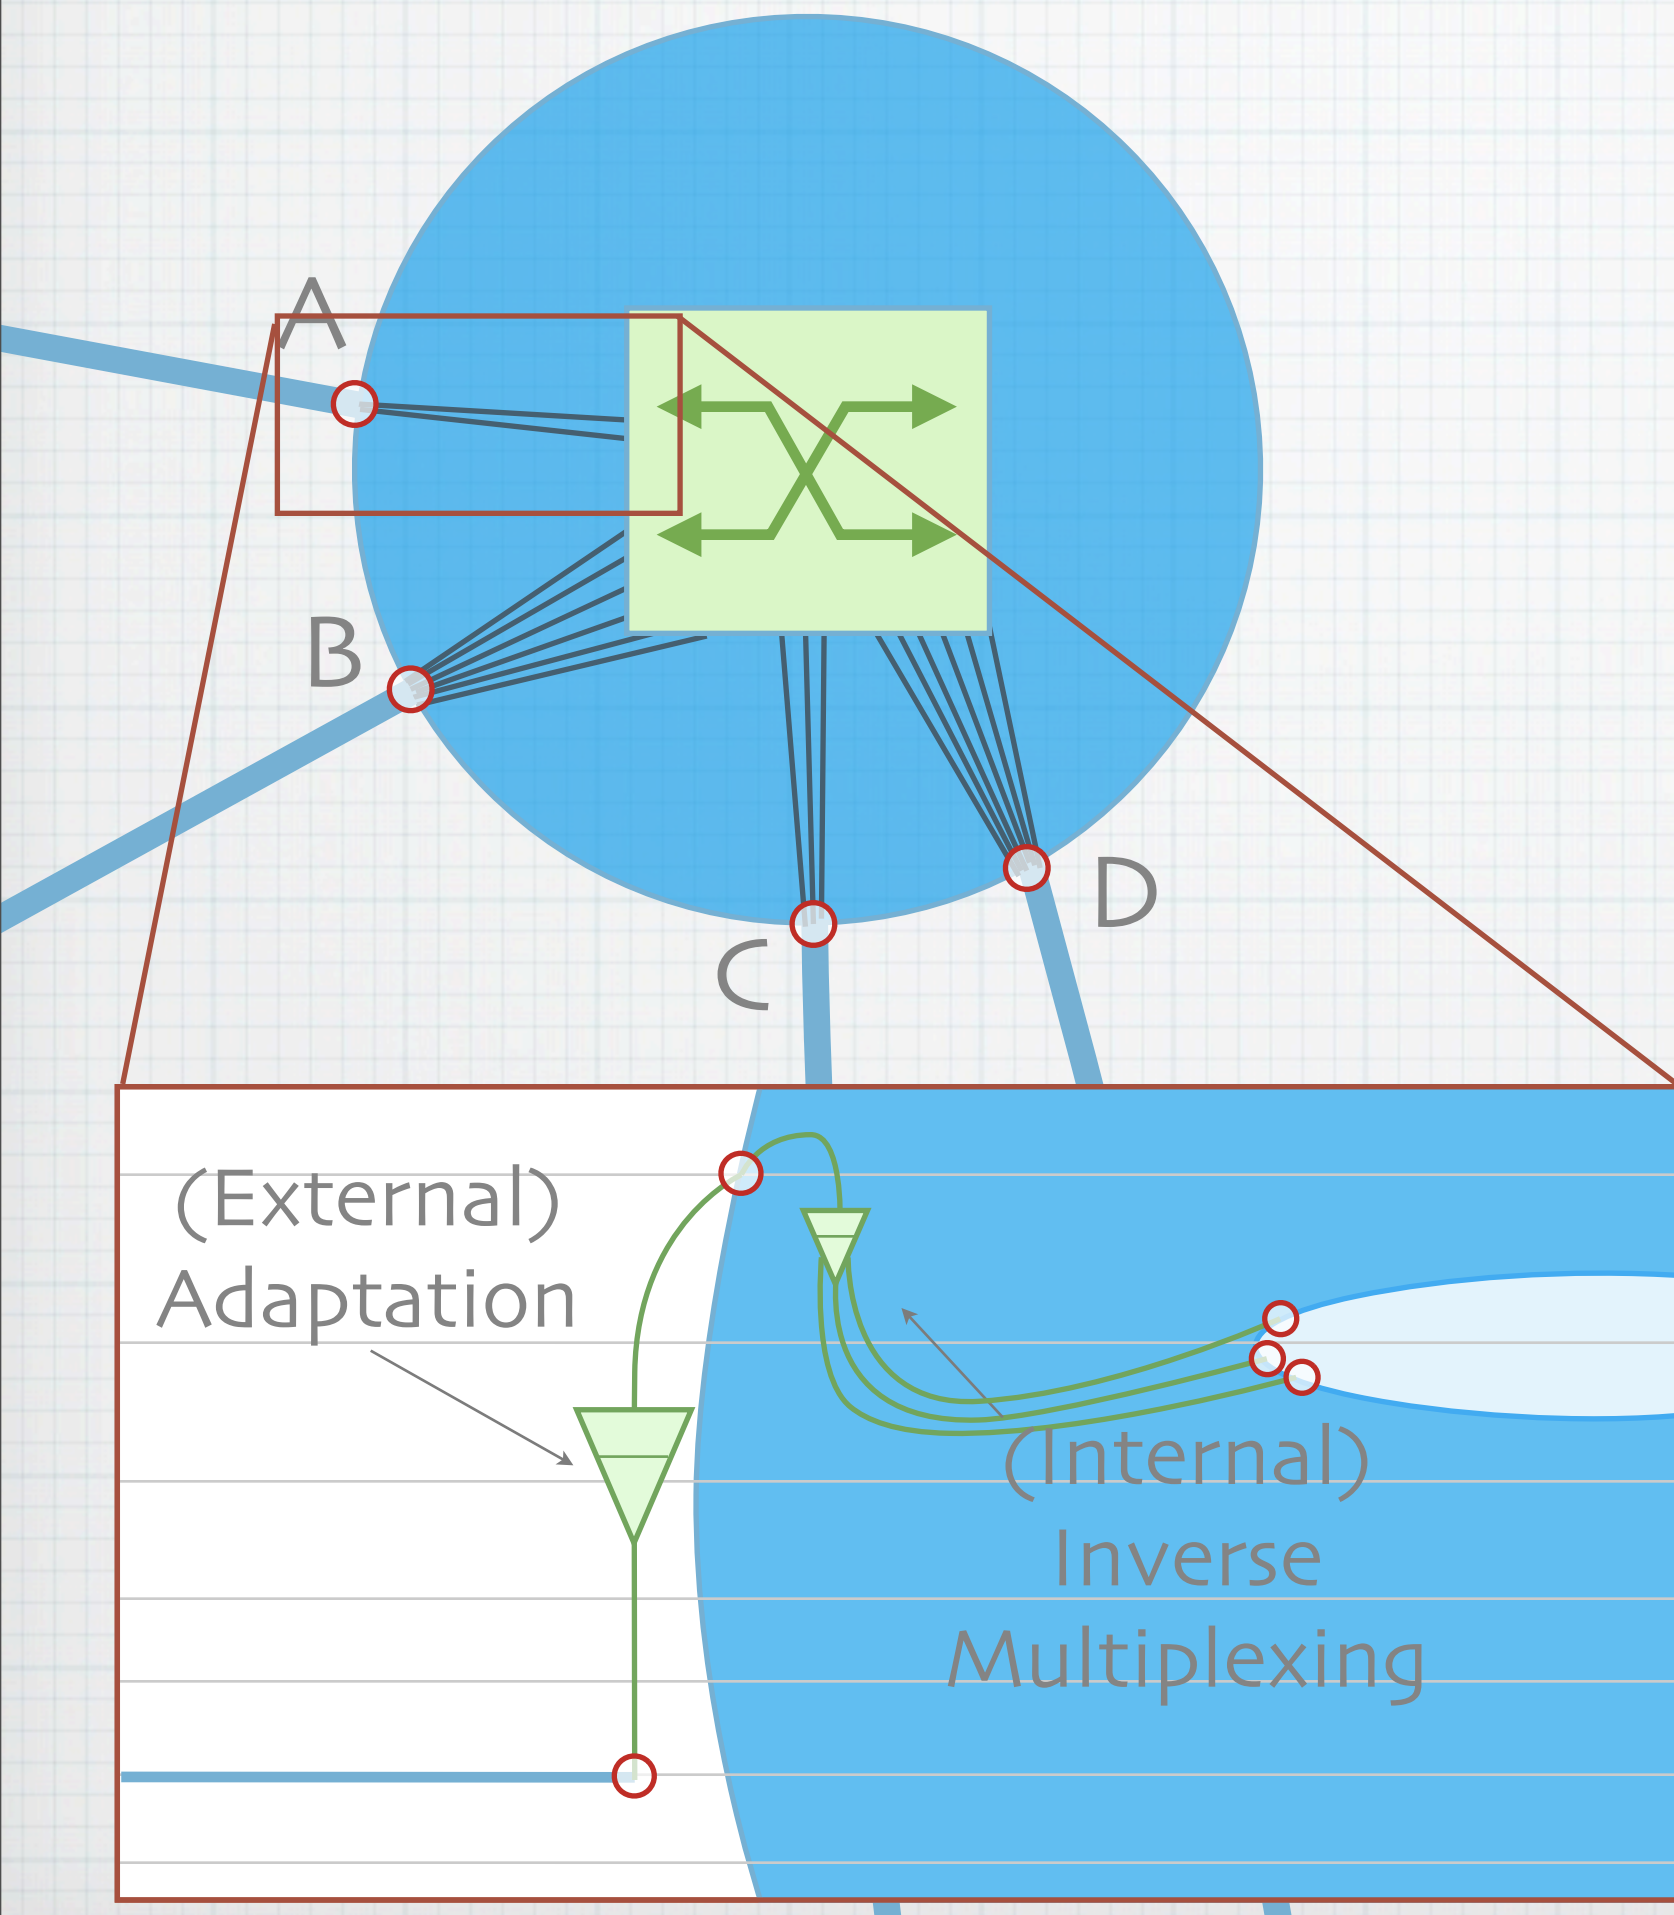 A
B
C
D
(External)
Adaptation
(Internal)
Inverse
Multiplexing